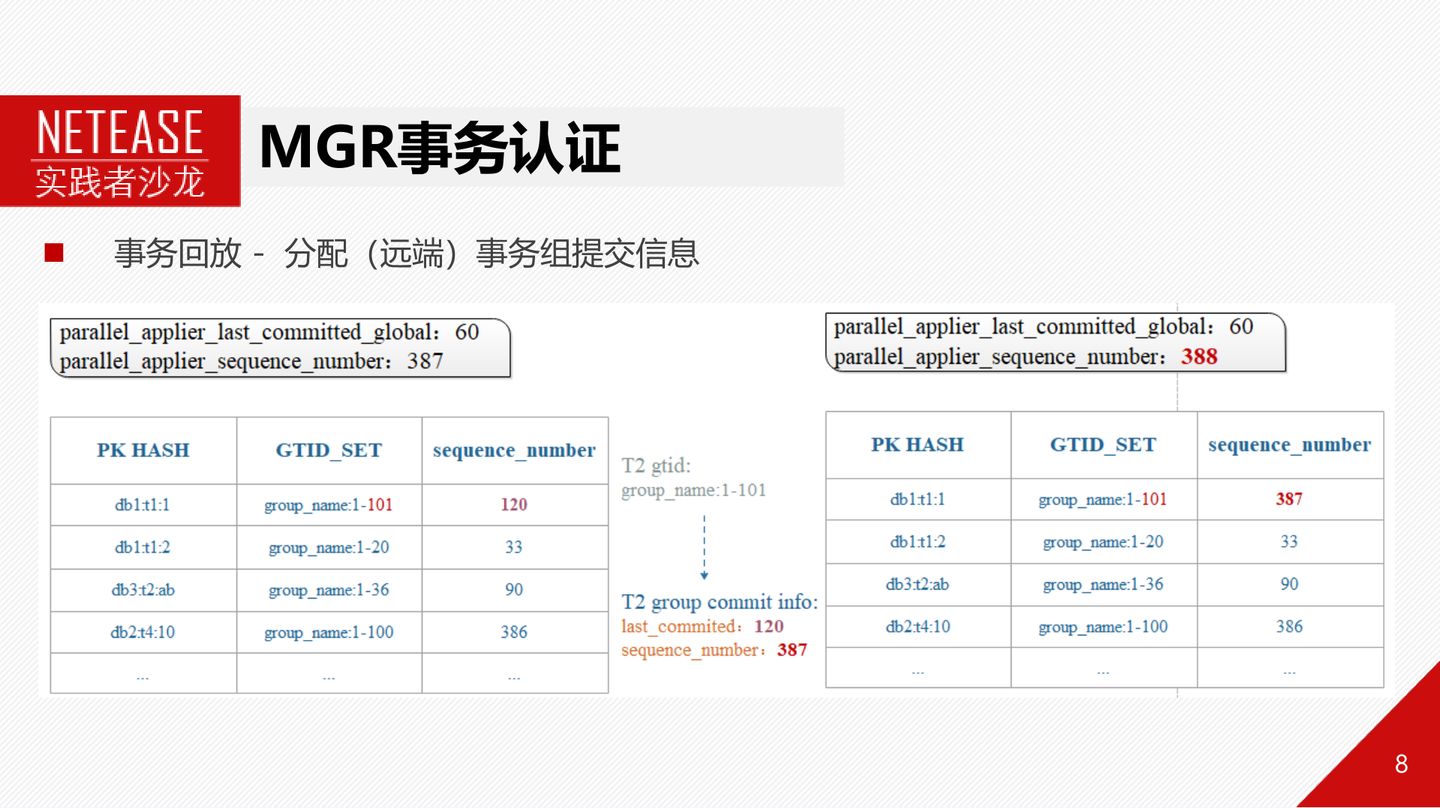 NETEASE
实践者沙龙
MGR事务认证
事务回放 - 分配（远端）事务组提交信息
parallel_applier_last_committed_global：60
parallel_applier_sequence_number：387
PK HASH GTID_SET sequence_number
db1:t1:1 group_name:1-101 120
db1:t1:2 group_name:1-20 33
db3:t2:ab group_name:1-36 90
db2:t4:10 group_name:1-100 386
... ... ...
T2 gtid:
group_name:1-101
T2 group commit info:
last_commited：120
sequence_number：387
parallel_applier_last_committed_global：60
parallel_applier_sequence_number：388
PK HASH GTID_SET sequence_number
db1:t1:1 group_name:1-101 387
db1:t1:2 group_name:1-20 33
db3:t2:ab group_name:1-36 90
db2:t4:10 group_name:1-100 386
... ... ...
8